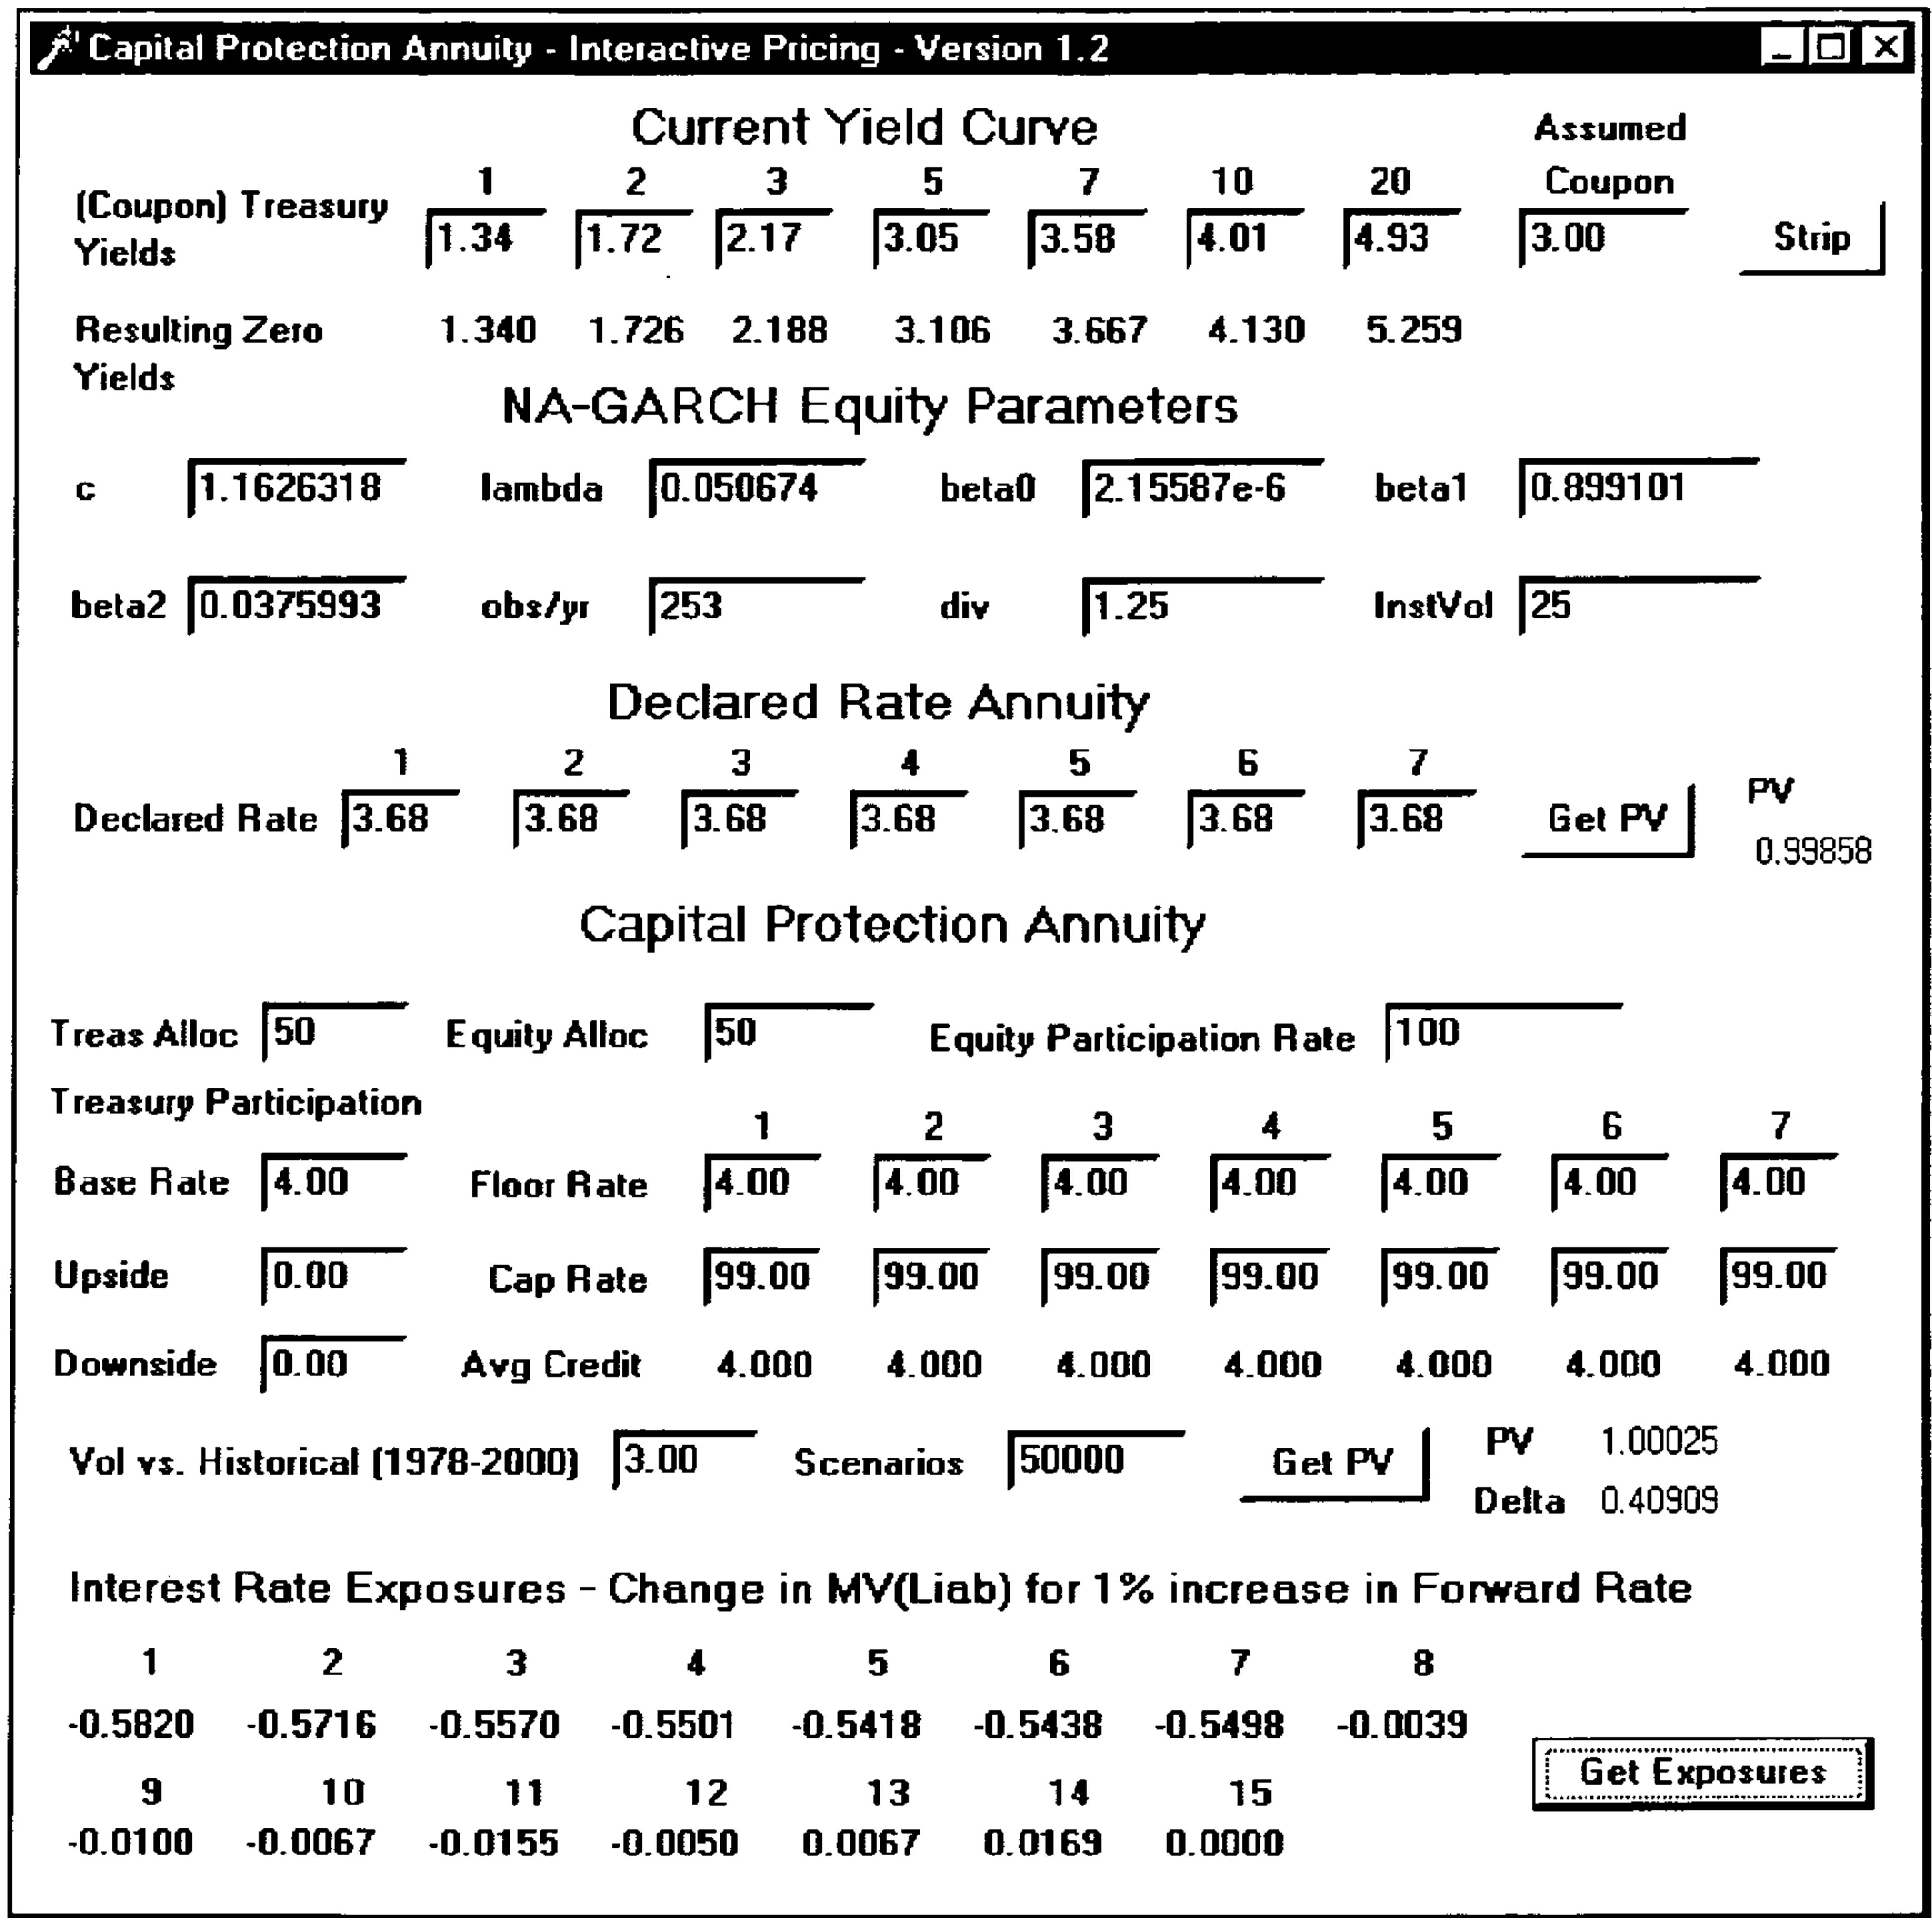 Capital Protection Annuity - Interactive Pricing - Version 1.2
Current Yield Curve
Assumed
1 2 3 5 7 10 20 Coupon
(Coupon) Treasury
Yields
1.34 1.72 2.17 3.05 3.58 4.01 4.93 3.00 Strip
Resulting Zero
Yields
1.340 1.726 2.188 3.106 3.667 4.130 5.259
NA-GARCH Equity Parameters
c 1.1626318 lambda 0.050674 beta0 2.15587e-6 beta1 0.899101
beta2 0.0375993 obs/yr 253 div 1.25 InstVol 25
Declared Rate Annuity
1 2 3 4 5 6 7
PV
Declared Rate 3.68 3.68 3.68 3.68 3.68 3.68 3.68 Get PV
0.99858
Capital Protection Annuity
Treas Alloc 50 Equity Alloc 50 Equity Participation Rate 100
Treasury Participation
1 2 3 4 5 6 7
Base Rate 4.00 Floor Rate 4.00 4.00 4.00 4.00 4.00 4.00 4.00
Upside 0.00 Cap Rate 99.00 99.00 99.00 99.00 99.00 99.00 99.00
Downside 0.00 Avg Credit 4.000 4.000 4.000 4.000 4.000 4.000 4.000
Vol vs. Historical (1978-2000) 3.00 Scenarios 50000 Get PV PV 1.00025
Delta 0.40909
Interest Rate Exposures - Change in MV(Liab) for 1% increase in Forward Rate
1 2 3 4 5 6 7 8
-0.5820 -0.5716 -0.5570 -0.5501 -0.5418 -0.5438 -0.5498 -0.0039
Get Exposures
9 10 11 12 13 14 15
-0.0100 -0.0067 -0.0155 -0.0050 0.0067 0.0169 0.0000